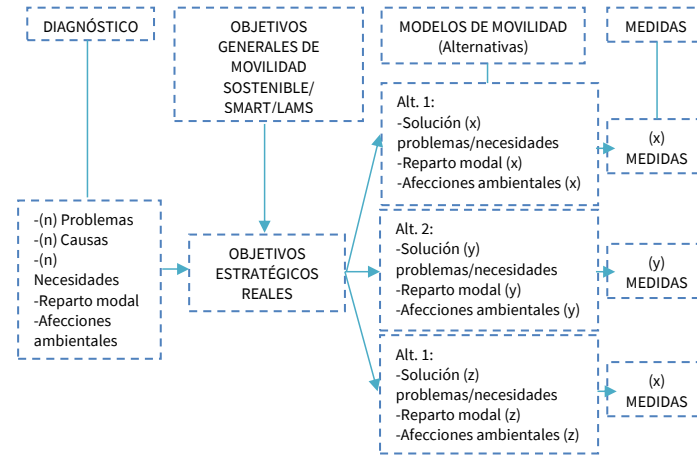 DIAGNÓSTICO
OBJETIVOS
GENERALES DE
MOVILIDAD
SOSTENIBLE/
SMART/LAMS
MODELOS DE MOVILIDAD
(Alternativas)
MEDIDAS
-(n) Problemas
-(n) Causas
-(n)
Necesidades
-Reparto modal
-Afecciones
ambientales
OBJETIVOS
ESTRATÉGICOS
REALES
Alt. 1:
-Solución (x)
problemas/necesidades
-Reparto modal (x)
-Afecciones ambientales (x)
(x)
MEDIDAS
Alt. 2:
-Solución (y)
problemas/necesidades
-Reparto modal (y)
-Afecciones ambientales (y)
(y)
MEDIDAS
Alt. 1:
-Solución (z)
problemas/necesidades
-Reparto modal (z)
-Afecciones ambientales (z)
(x)
MEDIDAS